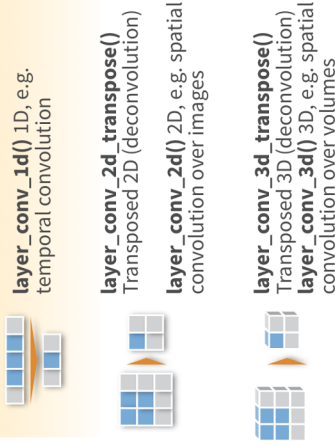 layer_conv_1d() 1D, e.g.
temporal convolution
layer_conv_2d_transpose()
Transposed 2D (deconvolution)
layer_conv_2d() 2D, e.g. spatial
convolution over images
layer_conv_3d_transpose()
Transposed 3D (deconvolution)
layer_conv_3d() 3D, e.g. spatial
convolution over volumes